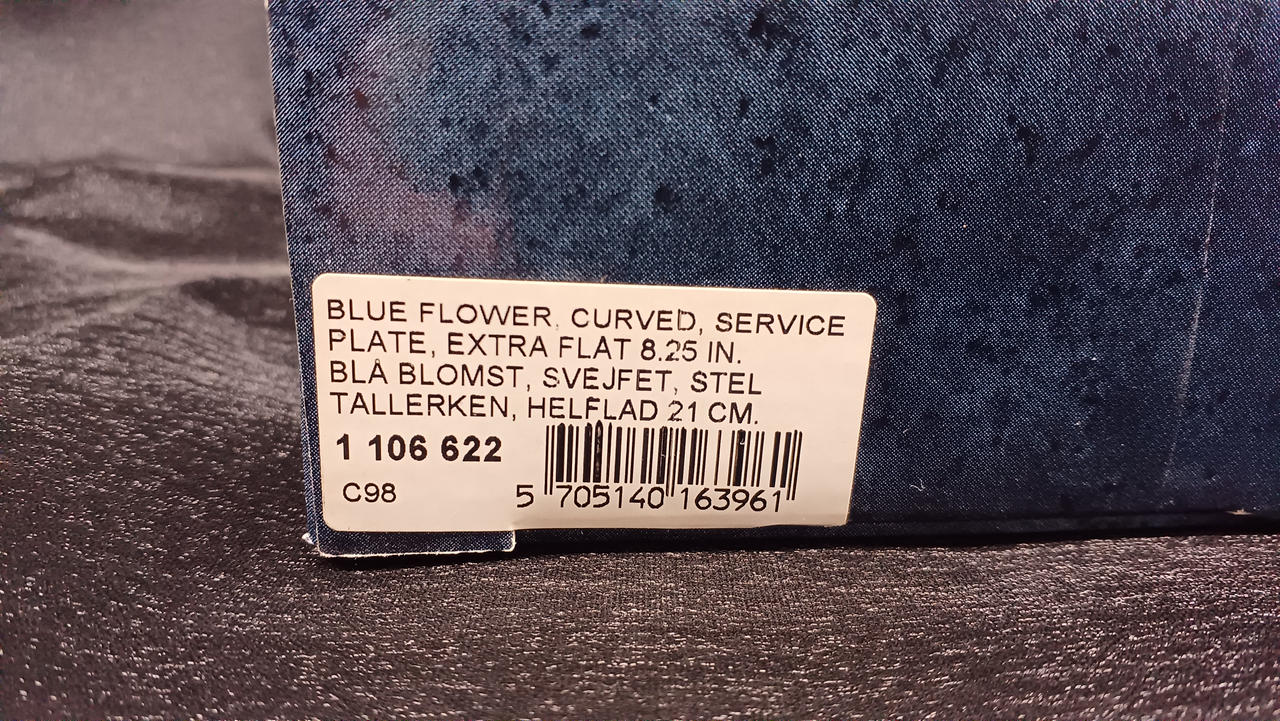 BLUE FLOWER, CURVED, SERVICE
PLATE, EXTRA FLAT 8.25 IN.
BLÅ BLOMST, SVEJFET, STEL
TALLERKEN, HELFLAD 21 CM.
1 106 622
C98
5 705140 163961